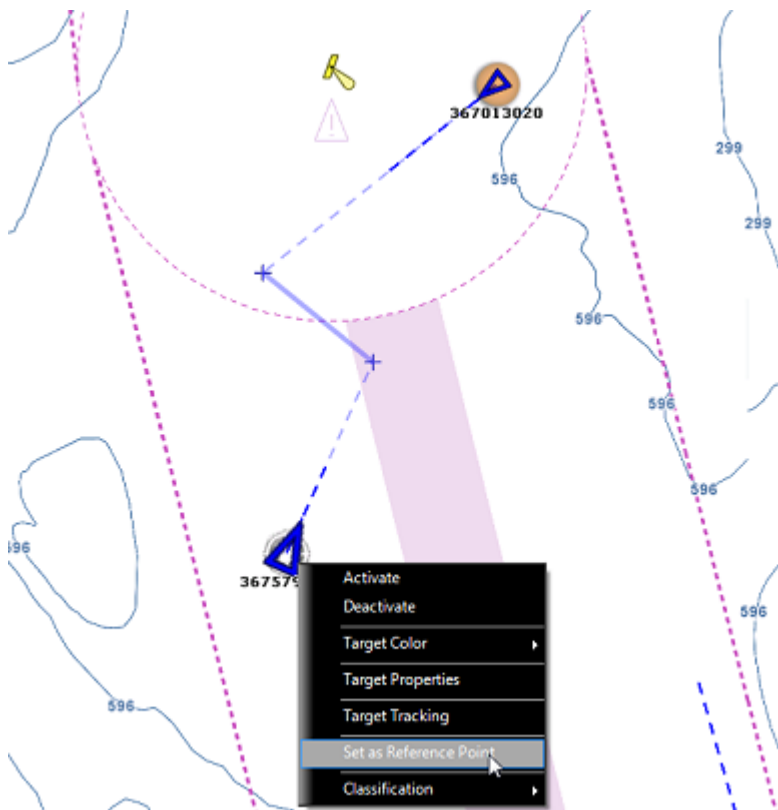 367013020
299
596
299
596
596
596
596
36757
596
596
Activate
Deactivate
Target Color
Target Properties
Target Tracking
Set as Reference Point
Classification